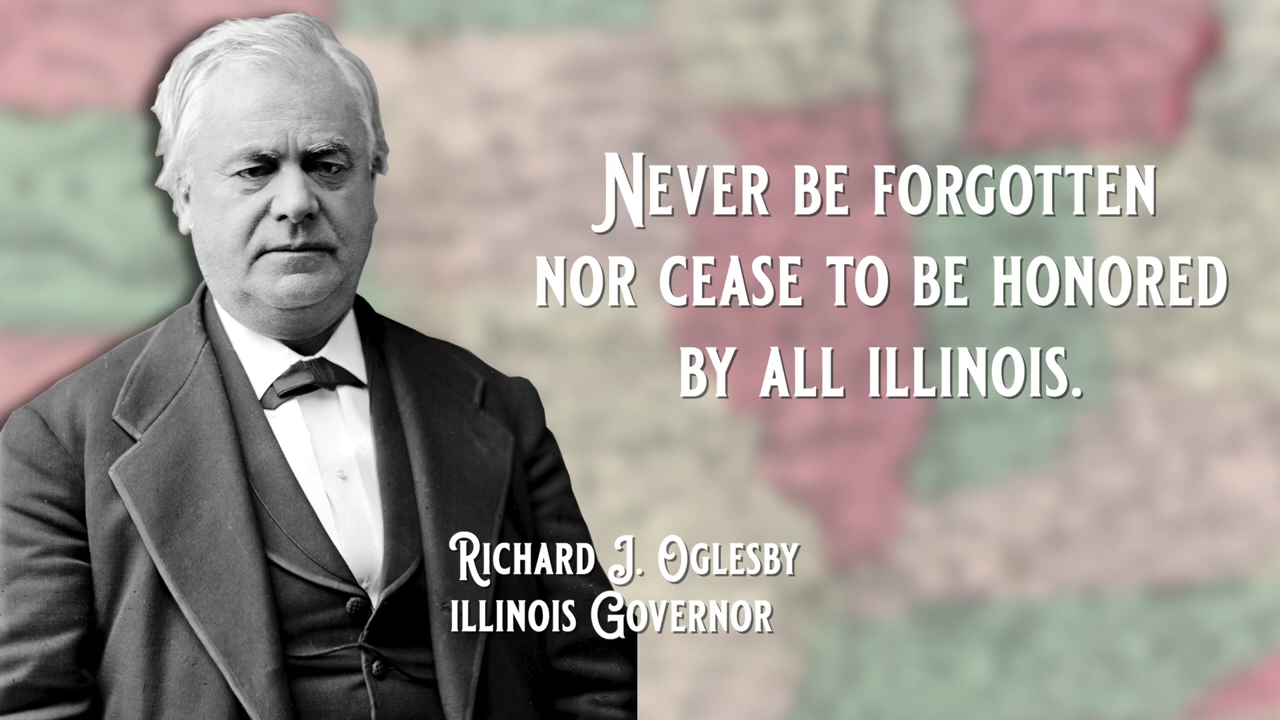 Never be forgotten
nor cease to be honored
by all Illinois.
Richard J. Oglesby
Illinois Governor